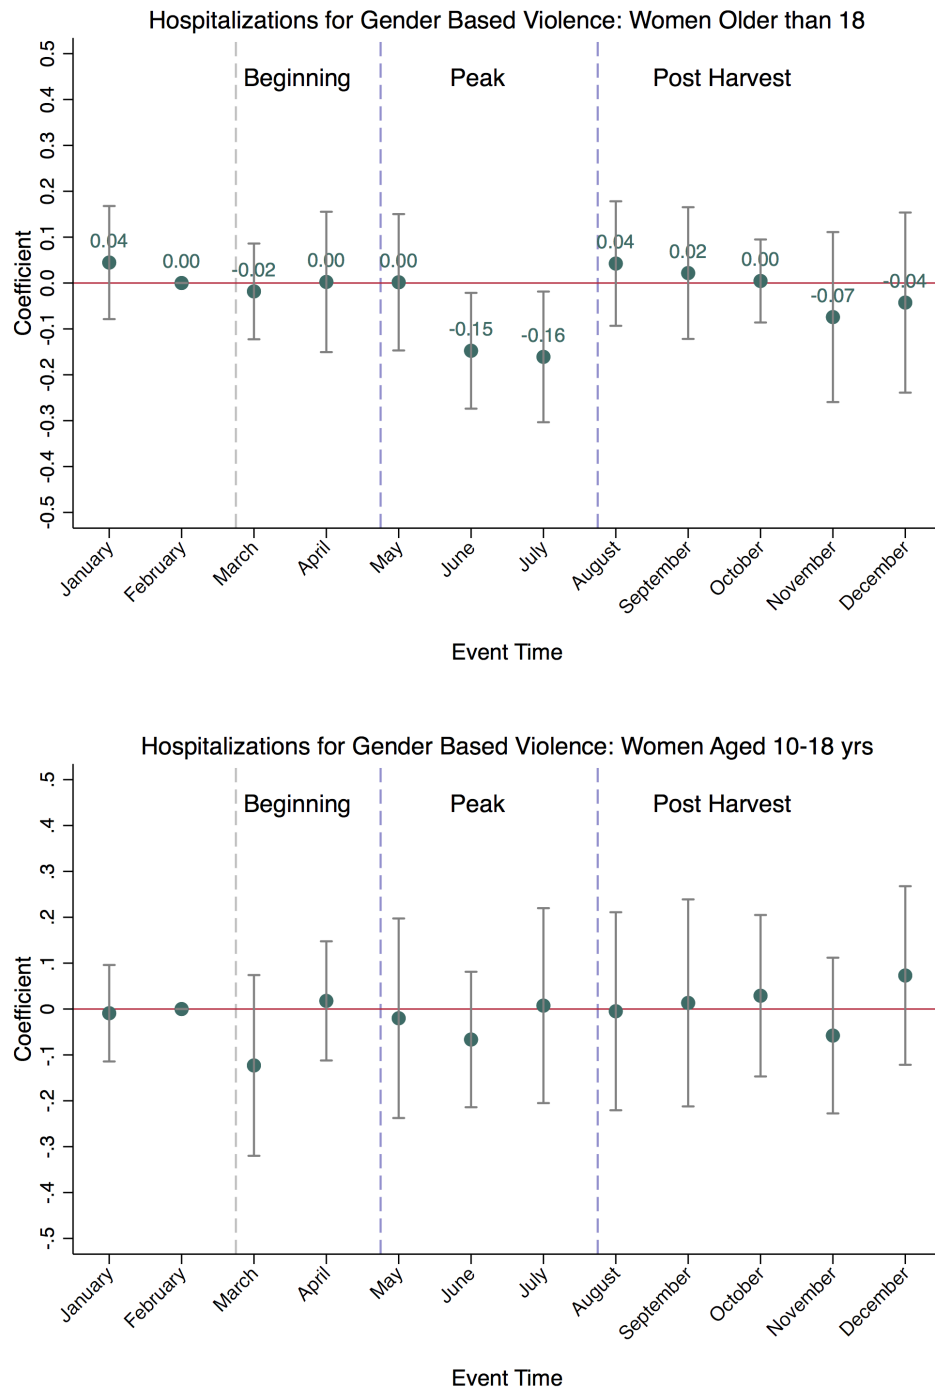 Hospitalizations for Gender Based Violence: Women Older than 18
Beginning Peak Post Harvest
Coefficient
0.5
0.4
0.3
0.2
0.1
0.0
-0.1
-0.2
-0.3
-0.4
-0.5
0.04 0.00 -0.02 0.00 0.00 -0.15 -0.16 0.04 0.02 0.00 -0.07 -0.04
January February March April May June July August September October November December
Event Time
Hospitalizations for Gender Based Violence: Women Aged 10-18 yrs
Beginning Peak Post Harvest
Coefficient
.5
.4
.3
.2
.1
0
-.1
-.2
-.3
-.4
-.5
January February March April May June July August September October November December
Event Time